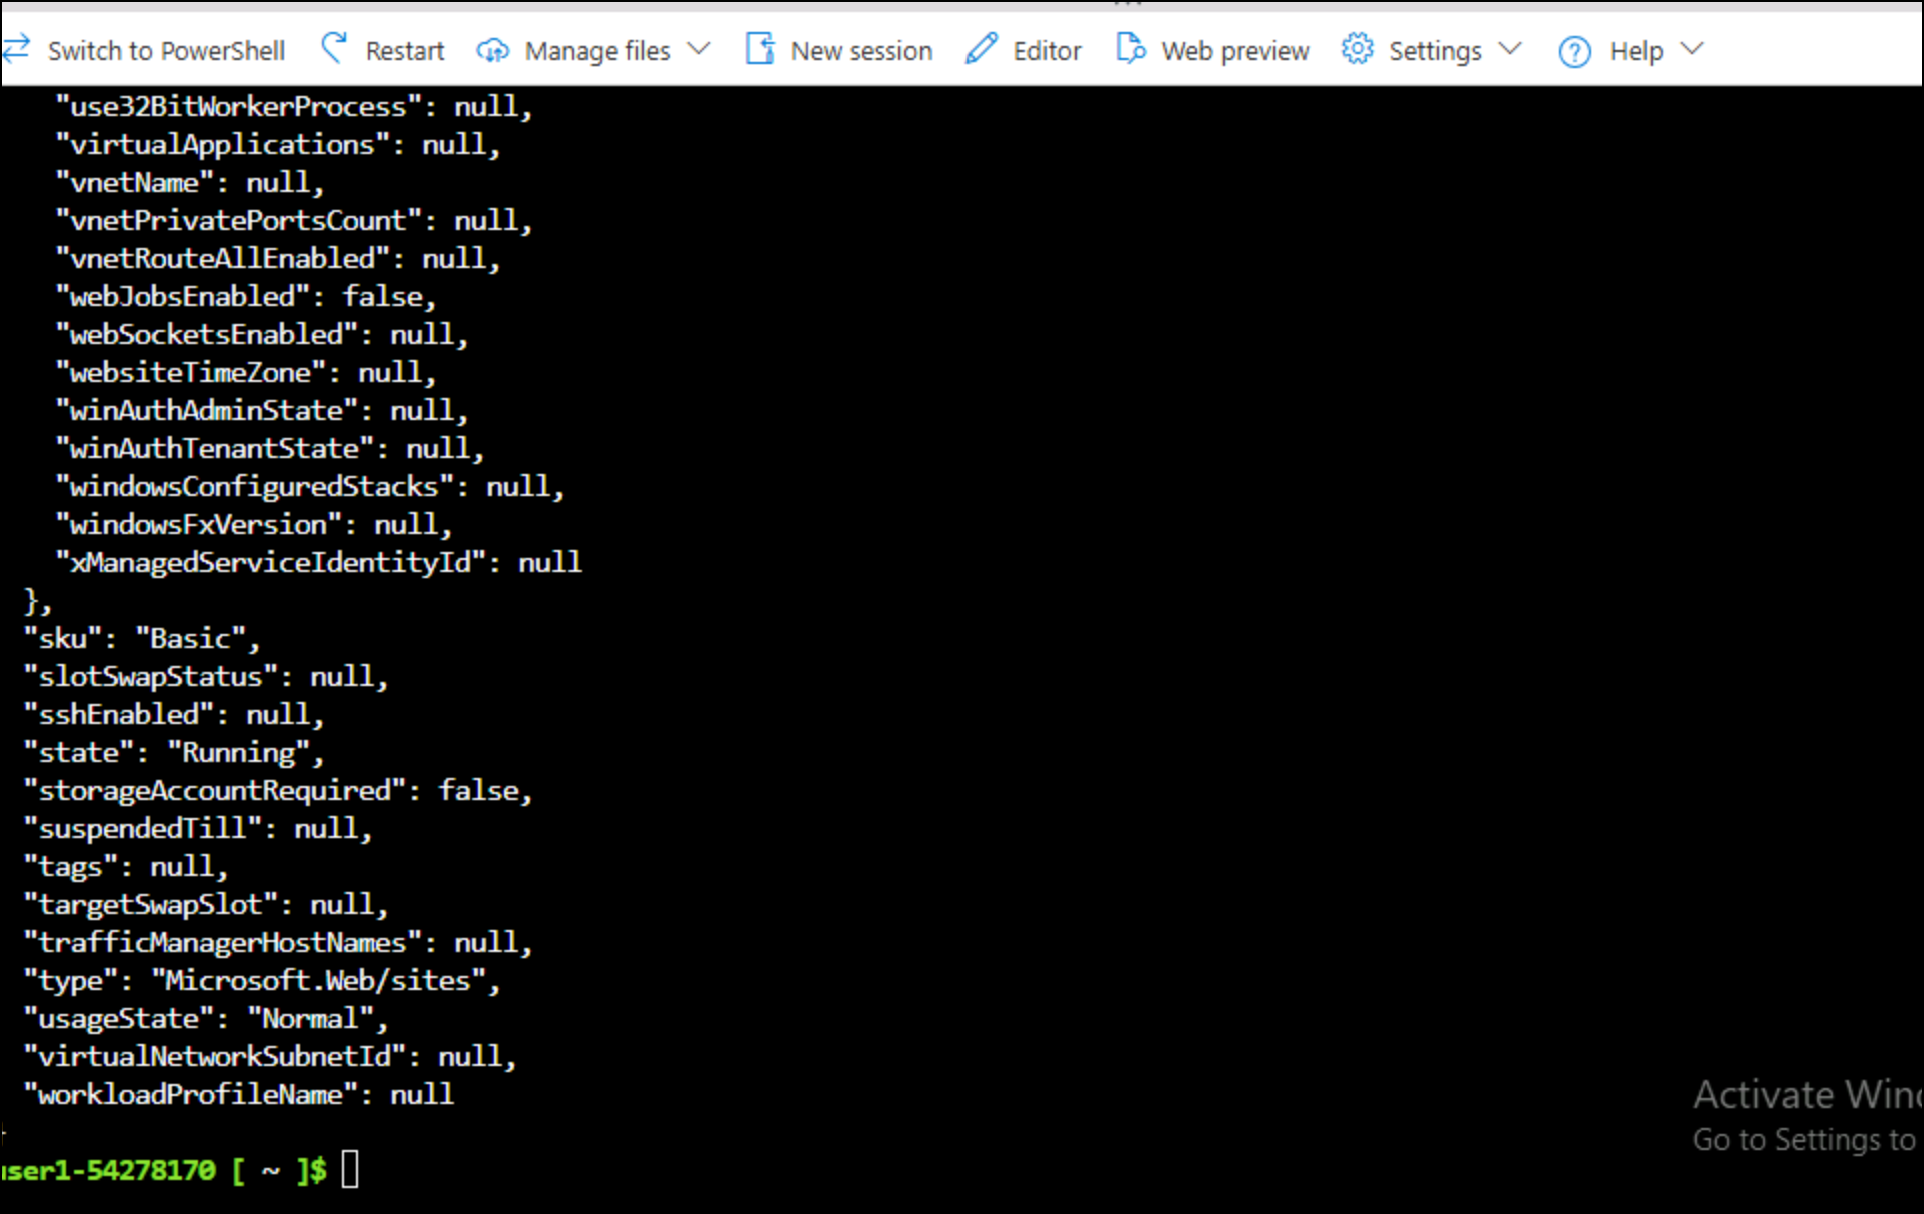 Switch to PowerShell Restart Manage files New session Editor Web preview Settings Help
"use32BitWorkerProcess": null,
"virtualApplications": null,
"vnetName": null,
"vnetPrivatePortsCount": null,
"vnetRouteAllEnabled": null,
"webJobsEnabled": false,
"webSocketsEnabled": null,
"websiteTimeZone": null,
"winAuthAdminState": null,
"winAuthTenantState": null,
"windowsConfiguredStacks": null,
"windowsFxVersion": null,
"xManagedServiceIdentityId": null
},
"sku": "Basic",
"slotSwapStatus": null,
"sshEnabled": null,
"state": "Running",
"storageAccountRequired": false,
"suspendedTill": null,
"tags": null,
"targetSwapSlot": null,
"trafficManagerHostNames": null,
"type": "Microsoft.Web/sites",
"usageState": "Normal",
"virtualNetworkSubnetId": null,
"workloadProfileName": null
Activate Win
Go to Settings to
ser1-54278170 [ ~ ]$